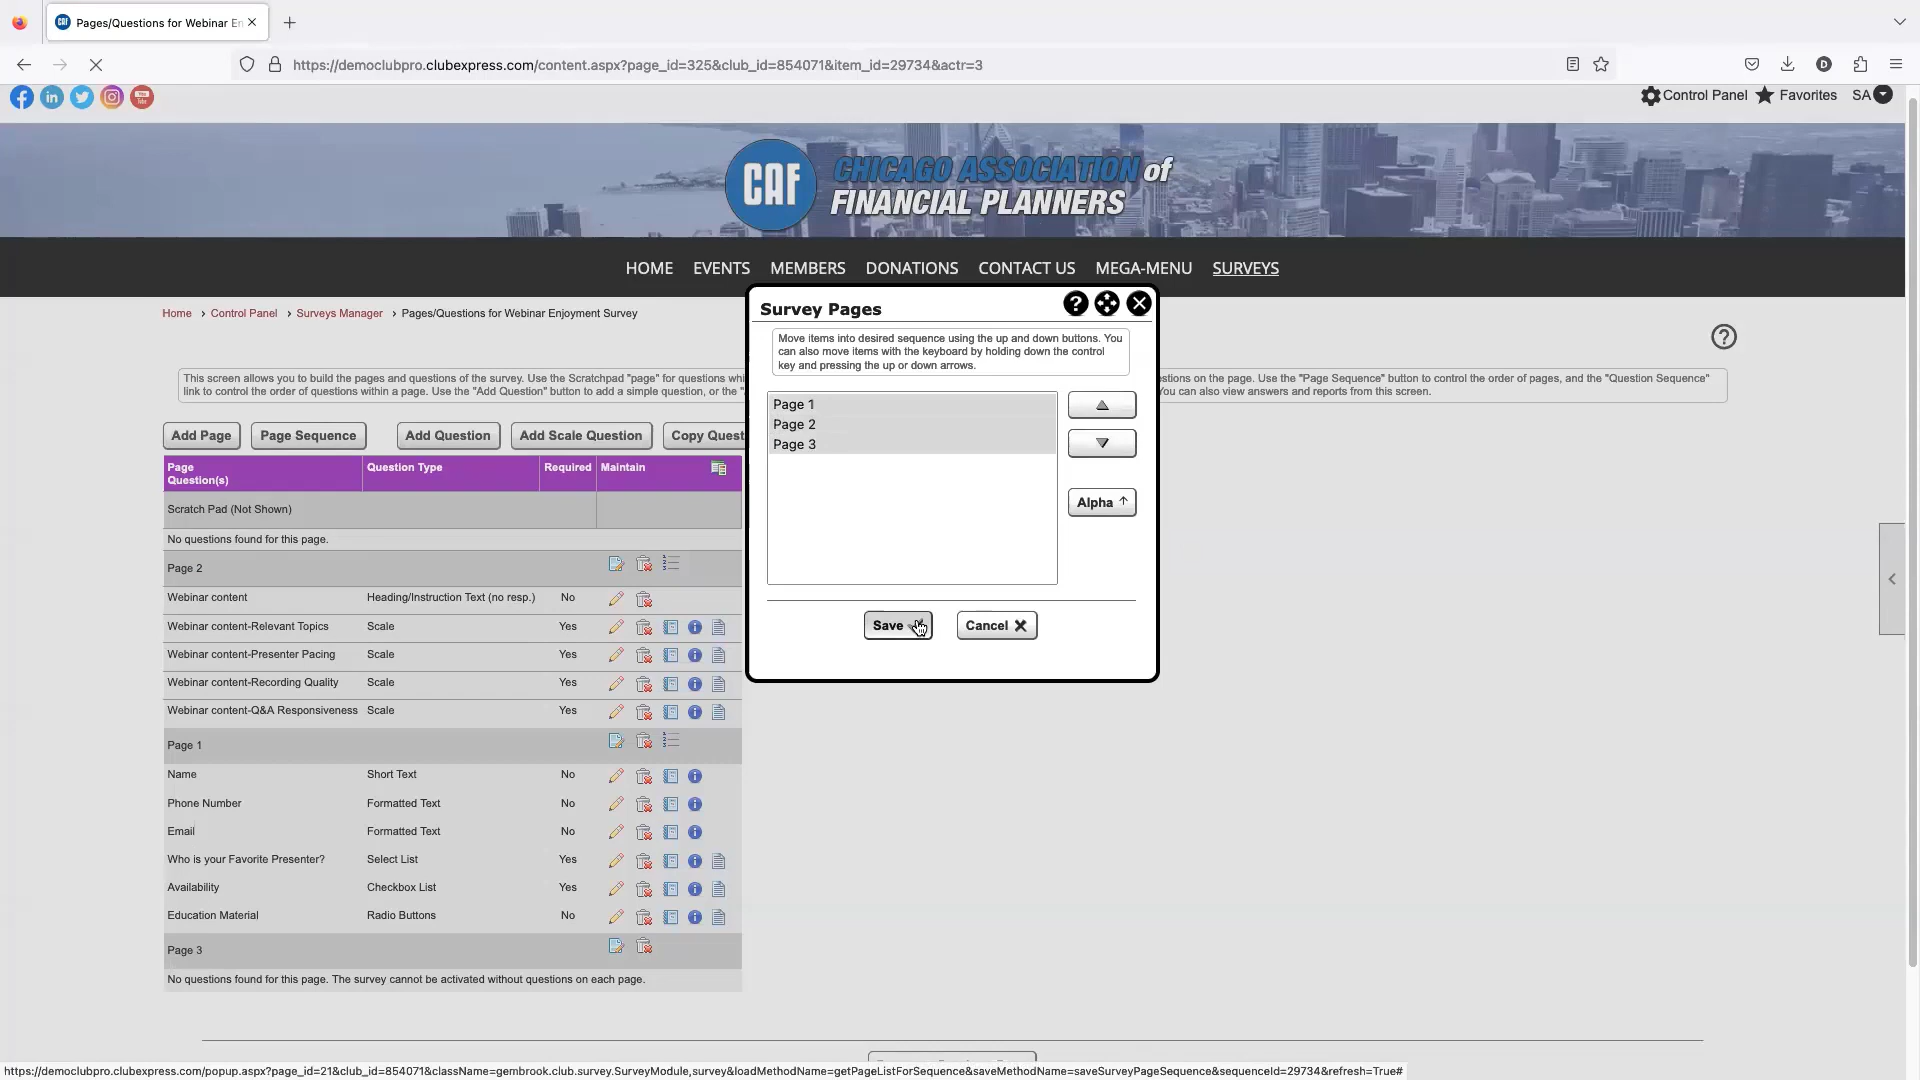 Pages/Questions for Webinar En
https://democlubpro.clubexpress.com/content.aspx?page_id=325&club_id=854071&item_id=29734&actr=3
Control Panel Favorites SA
CAF CHICAGO ASSOCIATION of
FINANCIAL PLANNERS
HOME EVENTS MEMBERS DONATIONS CONTACT US MEGA-MENU SURVEYS
Home › Control Panel › Surveys Manager › Pages/Questions for Webinar Enjoyment Survey
This screen allows you to build the pages and questions of the survey. Use the Scratchpad "page" for questions whi
stions on the page. Use the "Page Sequence" button to control the order of pages, and the "Question Sequence"
link to control the order of questions within a page. Use the "Add Question" button to add a simple question, or the "A
You can also view answers and reports from this screen.
Add Page Page Sequence Add Question Add Scale Question Copy Quest
Page
Question(s) Question Type Required Maintain
Scratch Pad (Not Shown)
No questions found for this page.
Page 2
Webinar content Heading/Instruction Text (no resp.) No
Webinar content-Relevant Topics Scale Yes
Webinar content-Presenter Pacing Scale Yes
Webinar content-Recording Quality Scale Yes
Webinar content-Q&A Responsiveness Scale Yes
Page 1
Name Short Text No
Phone Number Formatted Text No
Email Formatted Text No
Who is your Favorite Presenter? Select List Yes
Availability Checkbox List Yes
Education Material Radio Buttons No
Page 3
No questions found for this page. The survey cannot be activated without questions on each page.
Survey Pages
Move items into desired sequence using the up and down buttons. You
can also move items with the keyboard by holding down the control
key and pressing the up or down arrows.
Page 1
Page 2
Page 3
Alpha ↑
Save Cancel
https://democlubpro.clubexpress.com/popup.aspx?page_id=21&club_id=854071&className=gembrook.club.survey.SurveyModule,survey&loadMethodName=getPageListForSequence&saveMethodName=saveSurveyPageSequence&sequenceId=29734&refresh=True#